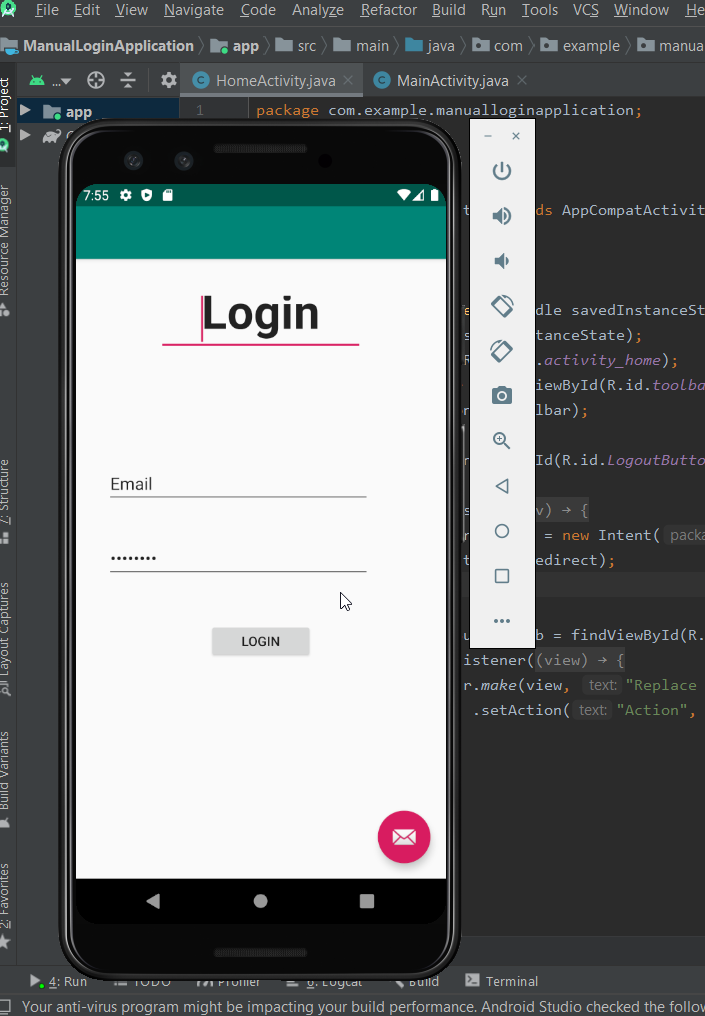 File Edit View Navigate Code Analyze Refactor Build Run Tools VCS Window He
ManualLoginApplication app src main java com example manua
... HomeActivity.java MainActivity.java
1: Project
app
1 package com.example.manualloginapplication;
Resource Manager
7:55
ds AppCompatActivit
Login
dle savedInstanceSt
tanceState);
.activity_home);
iewById(R.id.toolba
lbar);
Id(R.id.LogoutButto
Email
v) → {
= new Intent( packa
edirect);
••••••••
7: Structure
Layout Captures
LOGIN
b = findViewById(R.
istener((view) → {
r.make(view, text: "Replace
.setAction( text: "Action",
Build Variants
2: Favorites
4: Run TODO Profiler 6: Logcat Build Terminal
Your anti-virus program might be impacting your build performance. Android Studio checked the follow